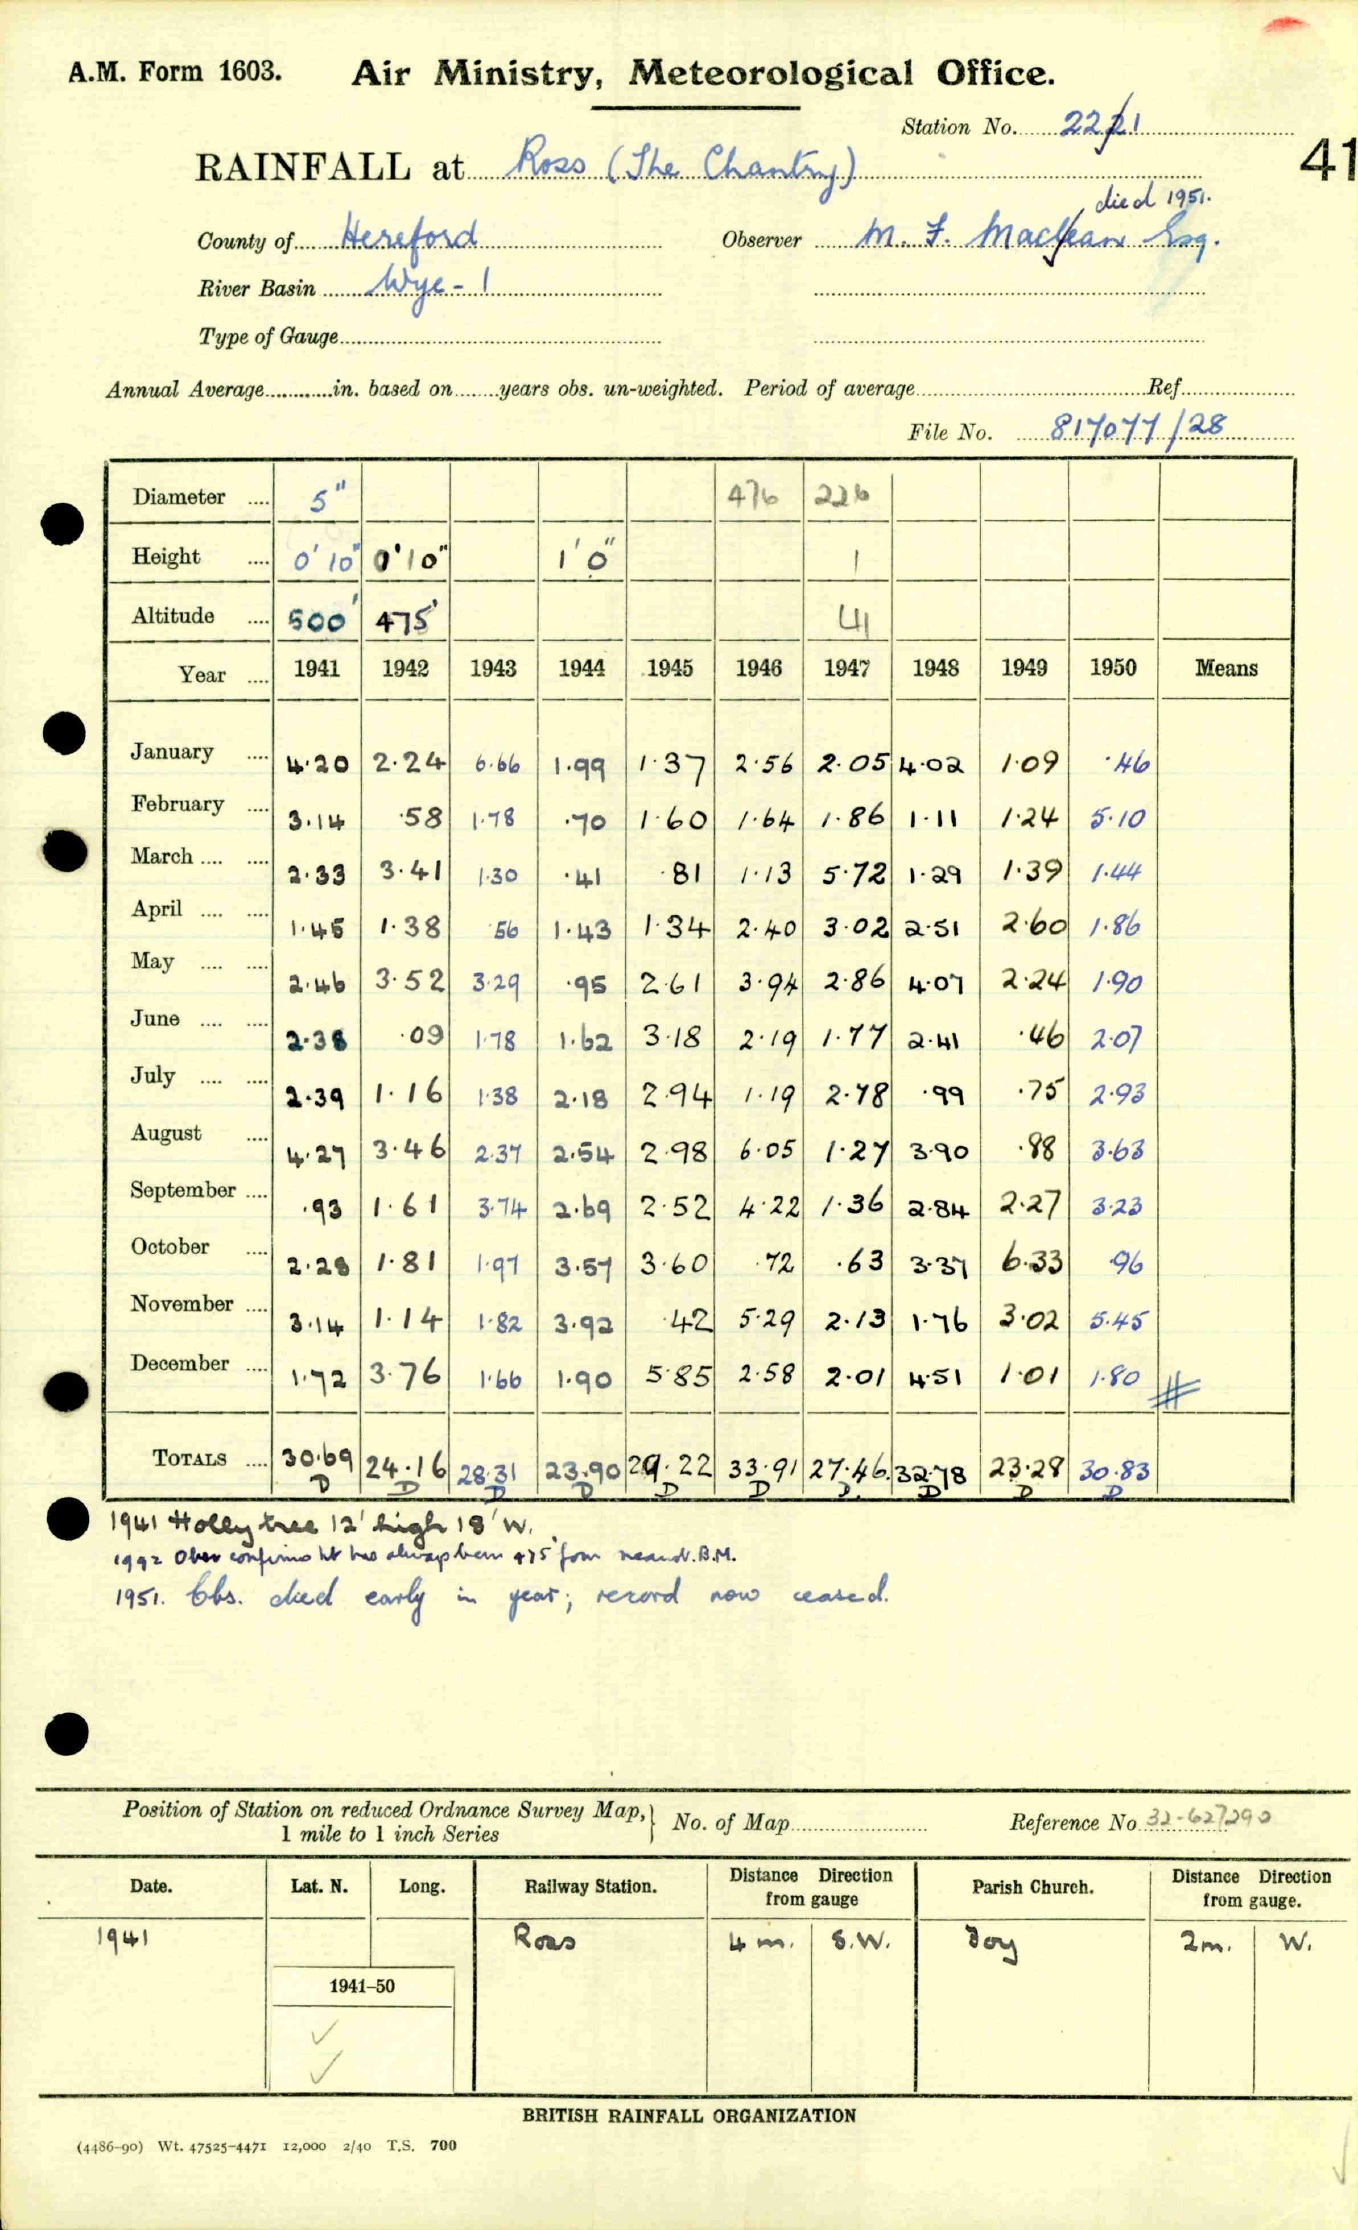 A.M. Form 1603. Air Ministry, Meteorological Office.
Station No. 2221
41
RAINFALL at Ross (The Chantry)
died 1951.
County of Hereford Observer M. F. Maclean Esq.
River Basin Wye - 1
Type of Gauge
Annual Average in. based on years obs. un-weighted. Period of average Ref.
File No. 817077/28
Diameter 5" 476 226
Height 0'10" 0'10" 1'0" 1
Altitude 500' 475' 41
Year 1941 1942 1943 1944 1945 1946 1947 1948 1949 1950 Means
January 4.20 2.24 6.66 1.99 1.37 2.56 2.05 4.02 1.09 .46
February 3.14 .58 1.78 .70 1.60 1.64 1.86 1.11 1.24 5.10
March 2.33 3.41 1.30 .41 .81 1.13 5.72 1.29 1.39 1.44
April 1.45 1.38 .56 1.43 1.34 2.40 3.02 2.51 2.60 1.86
May 2.46 3.52 3.29 .95 2.61 3.94 2.86 4.07 2.24 1.90
June 2.38 .09 1.78 1.62 3.18 2.19 1.77 2.41 .46 2.07
July 2.39 1.16 1.38 2.18 2.94 1.19 2.78 .99 .75 2.93
August 4.27 3.46 2.37 2.54 2.98 6.05 1.27 3.90 .88 3.63
September .93 1.61 3.74 2.69 2.52 4.22 1.36 2.84 2.27 3.23
October 2.28 1.81 1.97 3.57 3.60 .72 .63 3.37 6.33 .96
November 3.14 1.14 1.82 3.92 .42 5.29 2.13 1.76 3.02 5.45
December 1.72 3.76 1.66 1.90 5.85 2.58 2.01 4.51 1.01 1.80
TOTALS 30.69 24.16 28.31 23.90 29.22 33.91 27.46 32.78 23.28 30.83
D D D D D D D D D D
1941 Holly tree 12' high 18' W.
1942 Obsr confirms ht has always been 475' from nearest B.M.
1951. Obs. died early in year; record now ceased.
Position of Station on reduced Ordnance Survey Map,
1 mile to 1 inch Series
No. of Map Reference No 32-627290
Date. Lat. N. Long. Railway Station. Distance Direction from gauge Parish Church. Distance Direction from gauge.
1941 Ross 4 m. S.W. Foy 2m. W.
1941–50
BRITISH RAINFALL ORGANIZATION
(4486-90) Wt. 47525-4471 12,000 2/40 T.S. 700